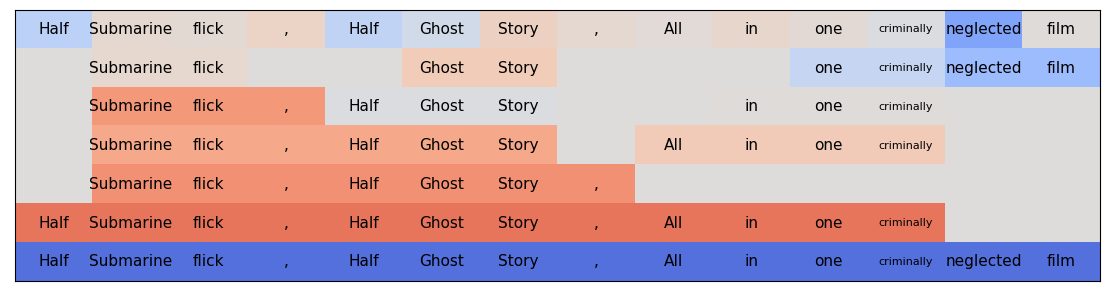 Half Submarine flick , Half Ghost Story , All in one criminally neglected film
Submarine flick Ghost Story one criminally neglected film
Submarine flick , Half Ghost Story in one criminally
Submarine flick , Half Ghost Story All in one criminally
Submarine flick , Half Ghost Story ,
Half Submarine flick , Half Ghost Story , All in one criminally
Half Submarine flick , Half Ghost Story , All in one criminally neglected film